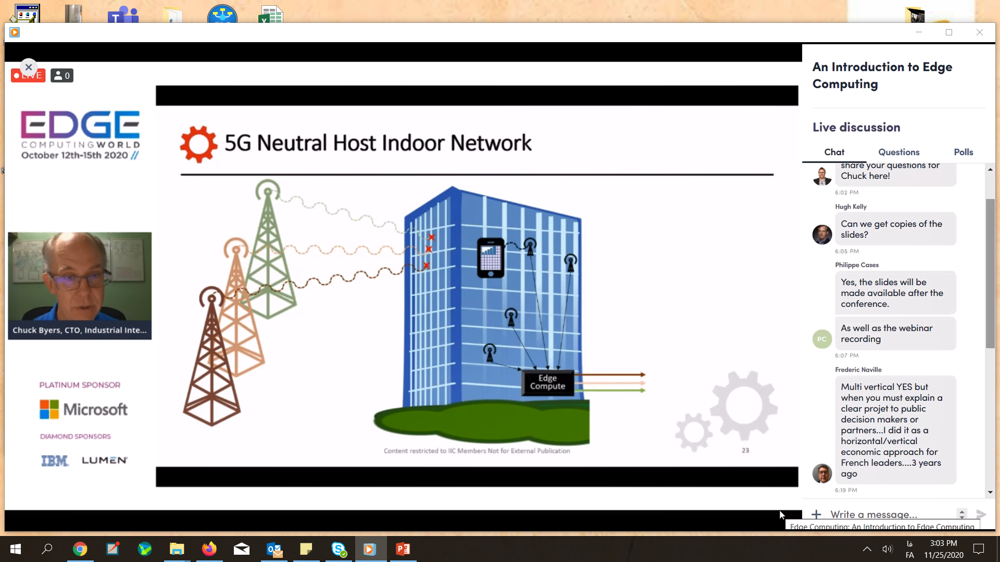 LIVE
0
EDGE
COMPUTINGWORLD
October 12th-15th 2020 //
Chuck Byers, CTO, Industrial Inte...
PLATINUM SPONSOR
Microsoft
DIAMOND SPONSORS
IBM LUMEN
5G Neutral Host Indoor Network
Edge
Compute
Content restricted to IIC Members Not for External Publication
23
An Introduction to Edge
Computing
Live discussion
Chat Questions Polls
share your questions for
Chuck here!
6:02 PM
Hugh Kelly
Can we get copies of the
slides?
6:05 PM
Philippe Cases
Yes, the slides will be
made available after the
conference.
As well as the webinar
recording
PC
6:07 PM
Frederic Naville
Multi vertical YES but
when you must explain a
clear projet to public
decision makers or
partners...I did it as a
horizontal/vertical
economic approach for
French leaders....3 years
ago
6:19 PM
Write a message...
Edge Computing: An Introduction to Edge Computing
فا
FA
3:03 PM
11/25/2020